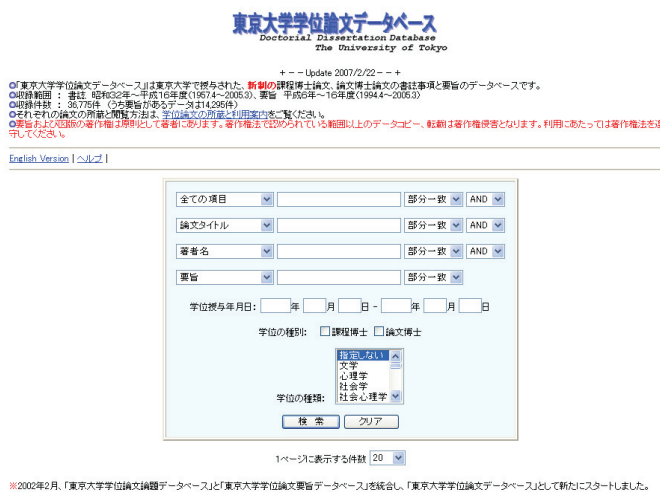 東京大学学位論文データベース
Doctorial Dissertation Database
The University of Tokyo
+ - - Update 2007/2/22 - - +
●「東京大学学位論文データベース」は東京大学で授与された、新制の課程博士論文、論文博士論文の書誌事項と要旨のデータベースです。
●収録範囲 : 書誌 昭和32年～平成16年度(1957.4～2005.3)、要旨 平成6年～16年度(1994.4～2005.3)
●収録件数 : 36,775件 (うち要旨があるデータは14,295件)
●それぞれの論文の所蔵と閲覧方法は、学位論文の所蔵と利用案内をご覧ください。
●要旨および図版の著作権は原則として著者にあります。著作権法で認められている範囲以上のデータコピー、転載は著作権侵害となります。利用にあたっては著作権法を遵
守してください。
English Version | ヘルプ |
全ての項目 部分一致 AND
論文タイトル 部分一致 AND
著者名 部分一致 AND
要旨 部分一致
学位授与年月日: 年 月 日 - 年 月 日
学位の種別: 課程博士 論文博士
指定しない
文学
心理学
社会学
学位の種類: 社会心理学
検 索 クリア
1ページに表示する件数 20
※2002年2月、「東京大学学位論文論題データベース」と「東京大学学位論文要旨データベース」を統合し、「東京大学学位論文データベース」として新たにスタートしました。